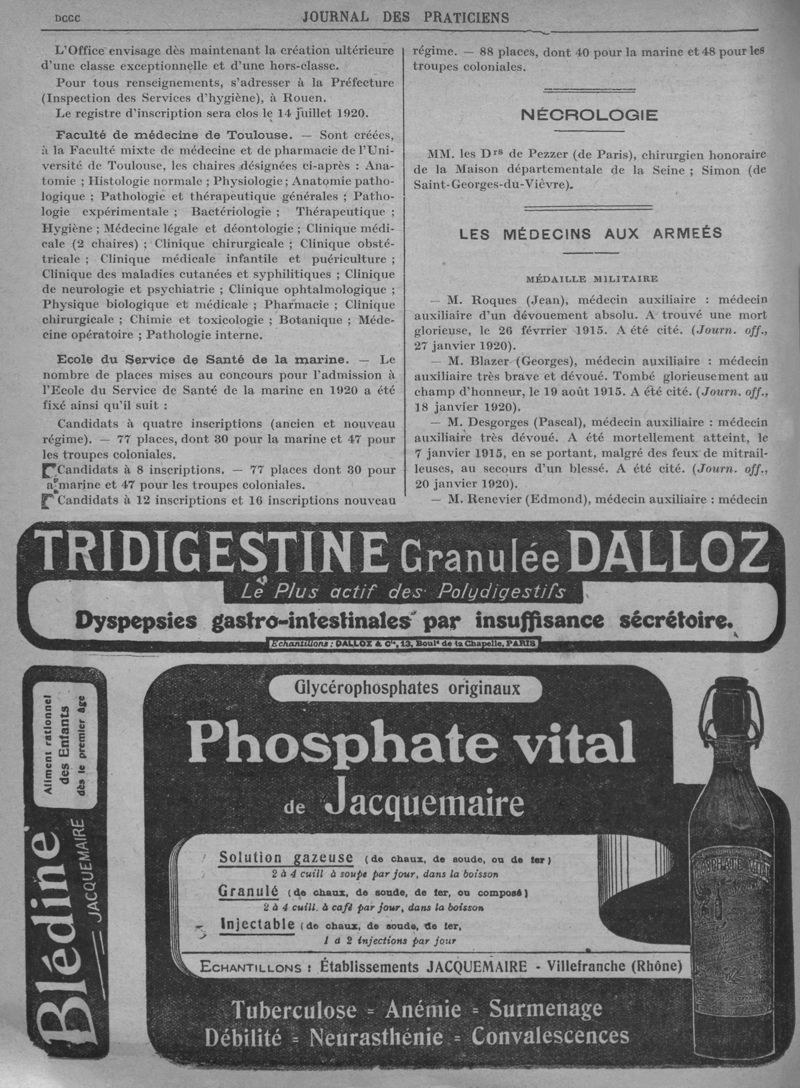 DCCC
JOURNAL DES PRATICIENS
L'Office envisage dès maintenant la création ultérieure
d'une classe exceptionnelle et d'une hors-classe.
Pour tous renseignements, s'adresser à la Préfecture
(Inspection des Services d'hygiène), à Rouen.
Le registre d'inscription sera clos le 14 juillet 1920.
Faculté de médecine de Toulouse. — Sont créées,
à la Faculté mixte de médecine et de pharmacie de l'Uni-
versité de Toulouse, les chaires désignées ci-après : Ana-
tomie ; Histologie normale ; Physiologie ; Anatomie patho-
logique ; Pathologie et thérapeutique générales ; Patho-
logie expérimentale ; Bactériologie ; Thérapeutique ;
Hygiène ; Médecine légale et déontologie ; Clinique médi-
cale (2 chaires) ; Clinique chirurgicale ; Clinique obsté-
tricale ; Clinique médicale infantile et puériculture ;
Clinique des maladies cutanées et syphilitiques ; Clinique
de neurologie et psychiatrie ; Clinique ophtalmologique ;
Physique biologique et médicale ; Pharmacie ; Clinique
chirurgicale ; Chimie et toxicologie ; Botanique ; Méde-
cine opératoire ; Pathologie interne.
Ecole du Service de Santé de la marine. — Le
nombre de places mises au concours pour l'admission à
l'Ecole du Service de Santé de la marine en 1920 a été
fixé ainsi qu'il suit :
Candidats à quatre inscriptions (ancien et nouveau
régime). — 77 places, dont 30 pour la marine et 47 pour
les troupes coloniales.
Candidats à 8 inscriptions. — 77 places dont 30 pour
a marine et 47 pour les troupes coloniales.
Candidats à 12 inscriptions et 16 inscriptions nouveau
régime. — 88 places, dont 40 pour la marine et 48 pour les
troupes coloniales.
NÉCROLOGIE
MM. les Drs de Pezzer (de Paris), chirurgien honoraire
de la Maison départementale de la Seine ; Simon (de
Saint-Georges-du-Vièvre).
LES MÉDECINS AUX ARMEÉS
MÉDAILLE MILITAIRE
— M. Roques (Jean), médecin auxiliaire : médecin
auxiliaire d'un dévouement absolu. A trouvé une mort
glorieuse, le 26 févrrier 1915. A été cité. (Journ. off.,
27 janvier 1920).
— M. Blazer (Georges), médecin auxiliaire : médecin
auxiliaire très brave et dévoué. Tombé glorieusement au
champ d'honneur, le 19 août 1915. A été cité. (Journ. off.,
18 janvier 1920).
— M. Desgorges (Pascal), médecin auxiliaire : médecin
auxiliaire très dévoué. A été mortellement atteint, le
7 janvier 1915, en se portant, malgré des feux de mitrail-
leuses, au secours d'un blessé. A été cité. (Journ. off.,
20 janvier 1920).
— M. Renevier (Edmond), médecin auxiliaire : médecin
TRIDIGESTINE Granulée DALLOZ
Le Plus actif des Polydigestifs
Dyspepsies gastro-intestinales par insuffisance sécrétoire.
Echantillons : DALLOZ & Cie, 13, Boulд de la Chapelle, PARIS
Blédine
JACQUEMAIRE
Aliment rationnel
des Enfants
dès le premier âge
Glycérophosphates originaux
Phosphate vital
de Jacquemaire
Solution gazeuse (de chaux, de soude, ou de fer)
2 à 4 cuill à soupe par jour, dans la boisson
Granulé (de chaux, de soude, de fer, ou composé)
2 à 4 cuill. à café par jour, dans la boisson
Injectable (de chaux, de soude, de fer,
1 à 2 injections par jour
ECHANTILLONS : Établissements JACQUEMAIRE - Villefranche (Rhône)
Tuberculose = Anémie = Surmenage
Débilité = Neurasthénie = Convalescences